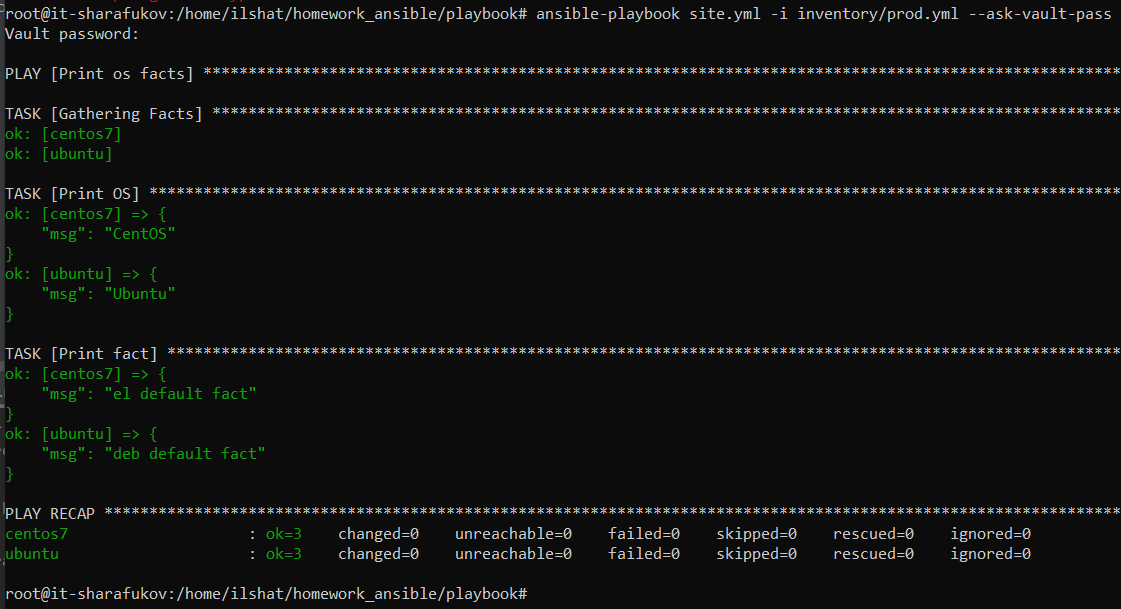 root@it-sharafukov:/home/ilshat/homework_ansible/playbook# ansible-playbook site.yml -i inventory/prod.yml --ask-vault-pass
Vault password:
PLAY [Print os facts] ******************************************************************************************************
TASK [Gathering Facts] *****************************************************************************************************
ok: [centos7]
ok: [ubuntu]
TASK [Print OS] ************************************************************************************************************
ok: [centos7] => {
    "msg": "CentOS"
}
ok: [ubuntu] => {
    "msg": "Ubuntu"
}
TASK [Print fact] **********************************************************************************************************
ok: [centos7] => {
    "msg": "el default fact"
}
ok: [ubuntu] => {
    "msg": "deb default fact"
}
PLAY RECAP *****************************************************************************************************************
centos7                    : ok=3    changed=0    unreachable=0    failed=0    skipped=0    rescued=0    ignored=0
ubuntu                     : ok=3    changed=0    unreachable=0    failed=0    skipped=0    rescued=0    ignored=0
root@it-sharafukov:/home/ilshat/homework_ansible/playbook#